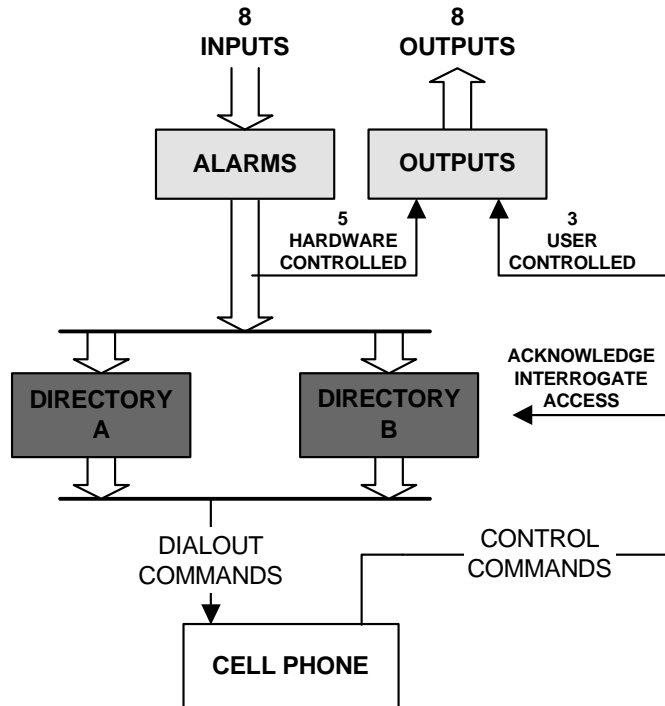 8
INPUTS
8
OUTPUTS
ALARMS
OUTPUTS
5
HARDWARE
CONTROLLED
3
USER
CONTROLLED
ACKNOWLEDGE
INTERROGATE
ACCESS
DIRECTORY
A
DIRECTORY
B
DIALOUT
COMMANDS
CONTROL
COMMANDS
CELL PHONE